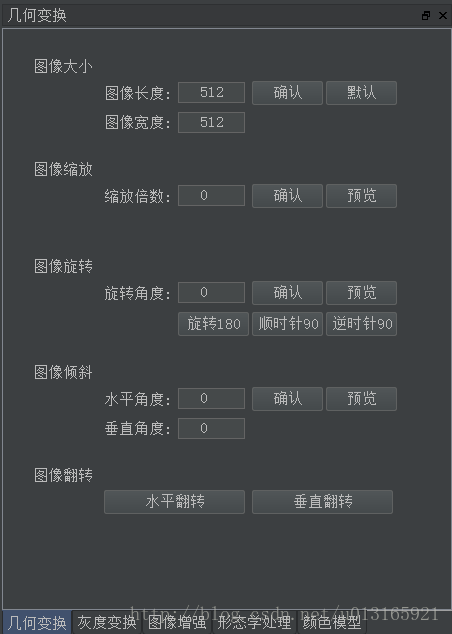 几何变换
图像大小
图像长度: 512 确认 默认
图像宽度: 512
图像缩放
缩放倍数: 0 确认 预览
图像旋转
旋转角度: 0 确认 预览
旋转180 顺时针90 逆时针90
图像倾斜
水平角度: 0 确认 预览
垂直角度: 0
图像翻转
水平翻转 垂直翻转
http://blog.csdn.net/u013165921
几何变换 灰度变换 图像增强 形态学处理 颜色模型